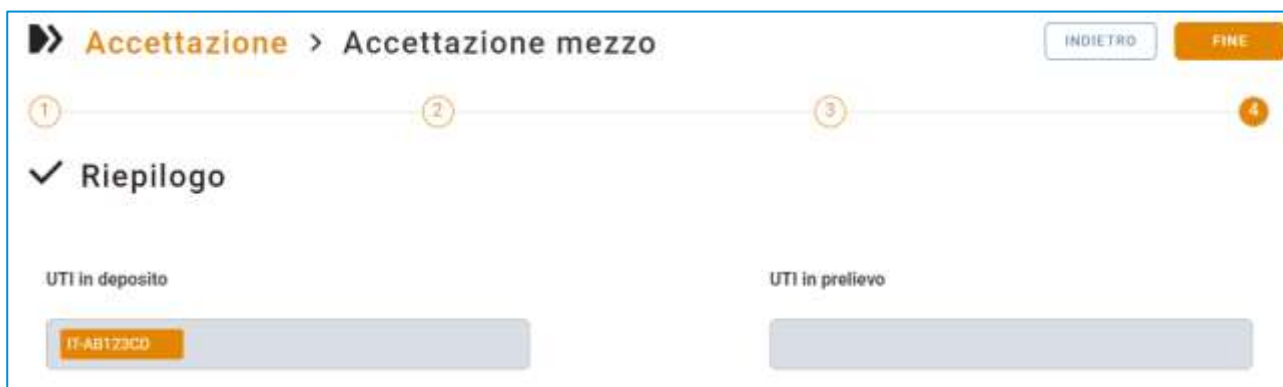 Accettazione > Accettazione mezzo
INDIETRO
FINE
1
2
3
4
Riepilogo
UTI in deposito
UTI in prelievo
IT-AB123CD